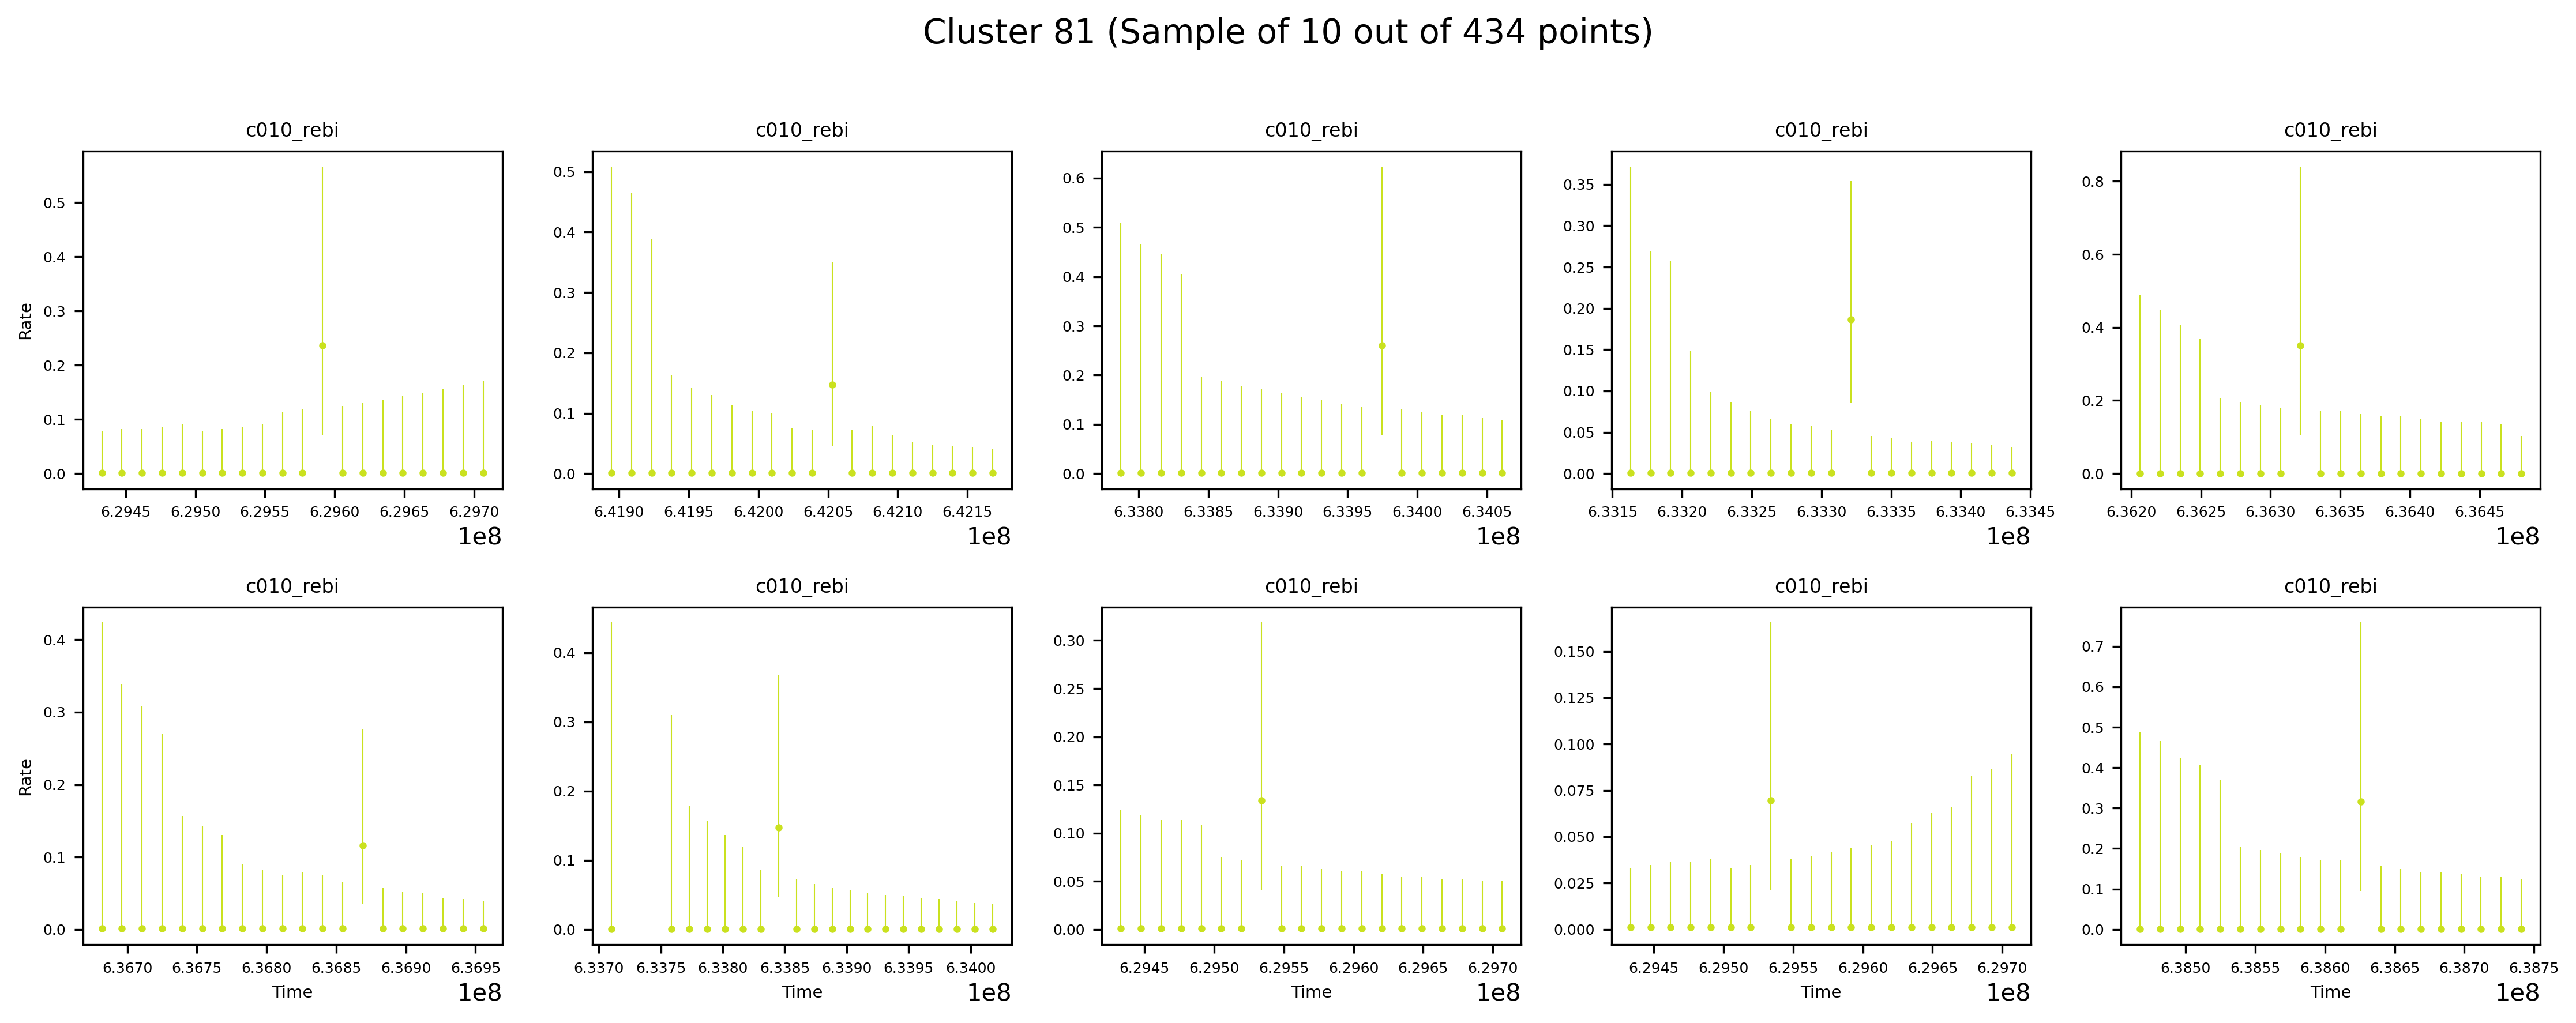 Cluster 81 (Sample of 10 out of 434 points)
c010_rebi c010_rebi c010_rebi c010_rebi c010_rebi
Rate
0.5 0.4 0.3 0.2 0.1 0.0
6.2945 6.2950 6.2955 6.2960 6.2965 6.2970
1e8
0.5 0.4 0.3 0.2 0.1 0.0
6.4190 6.4195 6.4200 6.4205 6.4210 6.4215
1e8
0.6 0.5 0.4 0.3 0.2 0.1 0.0
6.3380 6.3385 6.3390 6.3395 6.3400 6.3405
1e8
0.35 0.30 0.25 0.20 0.15 0.10 0.05 0.00
6.3315 6.3320 6.3325 6.3330 6.3335 6.3340 6.3345
1e8
0.8 0.6 0.4 0.2 0.0
6.3620 6.3625 6.3630 6.3635 6.3640 6.3645
1e8
c010_rebi c010_rebi c010_rebi c010_rebi c010_rebi
Rate
0.4 0.3 0.2 0.1 0.0
6.3670 6.3675 6.3680 6.3685 6.3690 6.3695
Time 1e8
0.4 0.3 0.2 0.1 0.0
6.3370 6.3375 6.3380 6.3385 6.3390 6.3395 6.3400
Time 1e8
0.30 0.25 0.20 0.15 0.10 0.05 0.00
6.2945 6.2950 6.2955 6.2960 6.2965 6.2970
Time 1e8
0.150 0.125 0.100 0.075 0.050 0.025 0.000
6.2945 6.2950 6.2955 6.2960 6.2965 6.2970
Time 1e8
0.7 0.6 0.5 0.4 0.3 0.2 0.1 0.0
6.3850 6.3855 6.3860 6.3865 6.3870 6.3875
Time 1e8